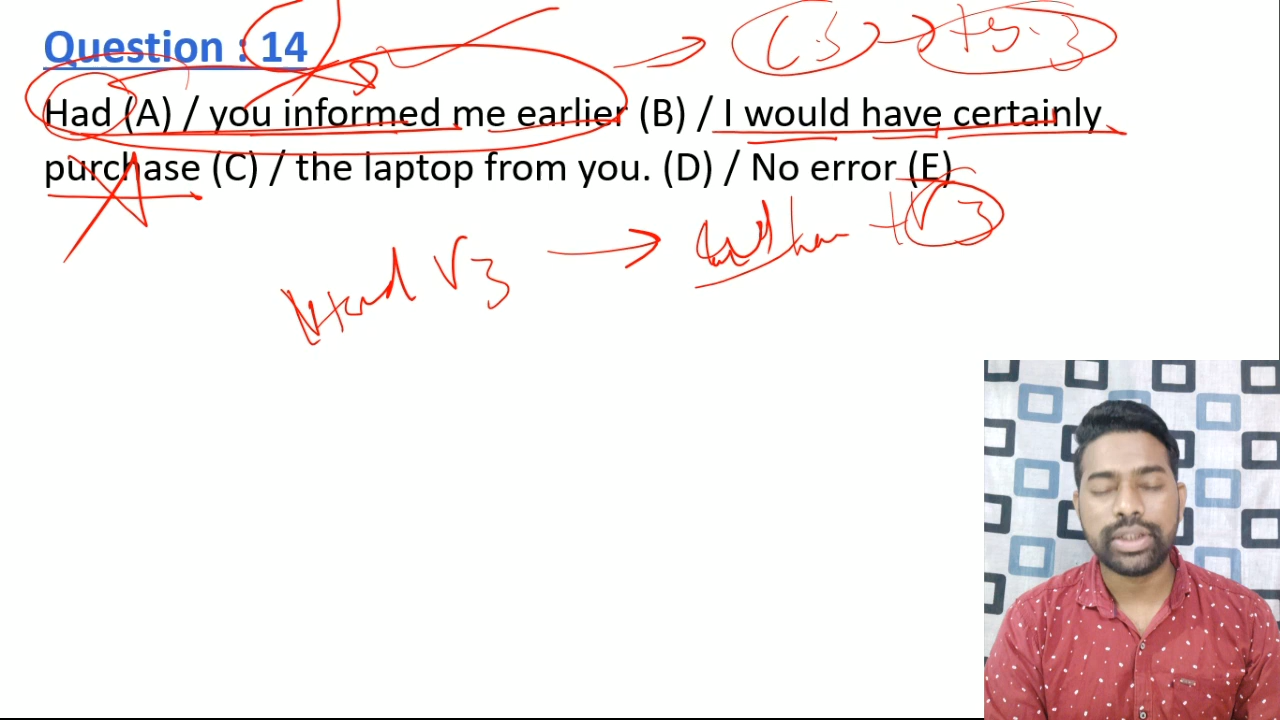 Question : 14
Had (A) / you informed me earlier (B) / I would have certainly
purchase (C) / the laptop from you. (D) / No error (E)
Had V3 → + V3